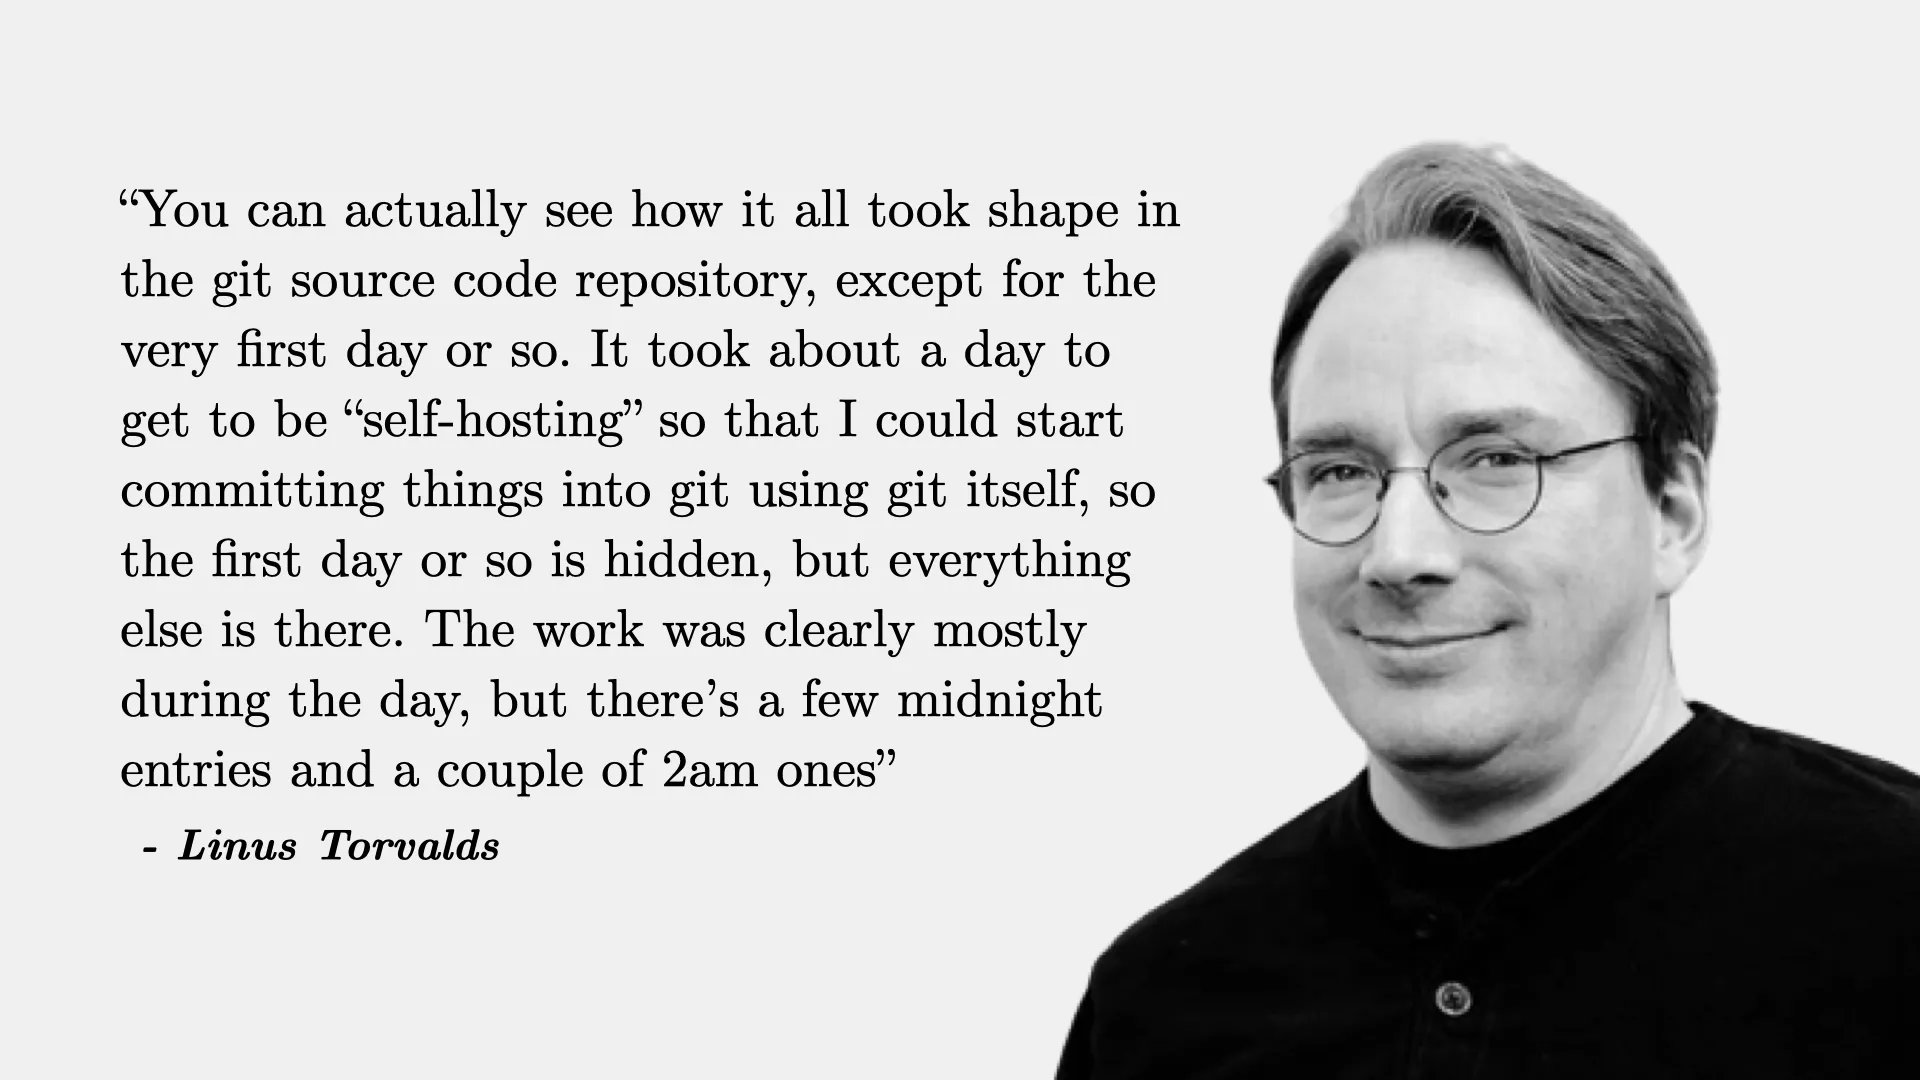 “You can actually see how it all took shape in
the git source code repository, except for the
very first day or so. It took about a day to
get to be “self-hosting” so that I could start
committing things into git using git itself, so
the first day or so is hidden, but everything
else is there. The work was clearly mostly
during the day, but there’s a few midnight
entries and a couple of 2am ones”
- Linus Torvalds